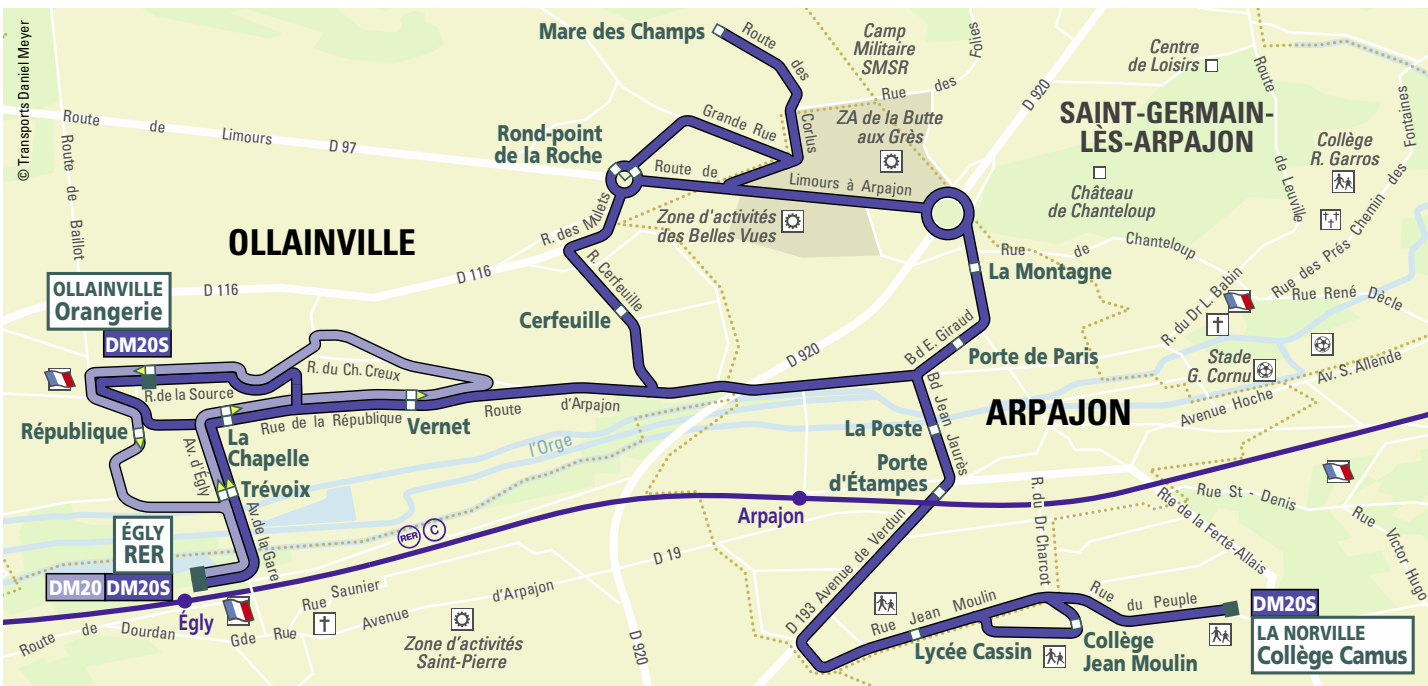 © Transports Daniel Meyer
Mare des Champs
Route
des
Corlus
Camp
Militaire
SMSR
Rue
des
Folies
D 920
Centre
de Loisirs
Route
de Leuville
SAINT-GERMAIN-
LÈS-ARPAJON
Collège
R. Garros
Rue des Prés Chemin des Fontaines
Château
de Chanteloup
Route de Limours
D 97
Route de Baillot
Rond-point
de la Roche
Grande Rue
ZA de la Butte
aux Grès
Route de Limours à Arpajon
Zone d'activités
des Belles Vues
R. des Mulets
OLLAINVILLE
D 116
D 116
Rue de Chanteloup
La Montagne
R. du Dr L. Babin
Rue René Dècle
OLLAINVILLE
Orangerie
DM20S
R. Cerfeuille
Cerfeuille
Bd E. Giraud
Porte de Paris
D 920
Stade
G. Cornu
Av. S. Allende
Avenue Hoche
R. du Ch. Creux
R.de la Source
Rue de la République
Vernet
Route d'Arpajon
Bd Jean Jaurès
ARPAJON
République
La
Chapelle
Av. d'Égly
Trévoix
l'Orge
La Poste
Porte
d'Étampes
Av.de la Gare
ÉGLY
RER
DM20
DM20S
RER
C
Arpajon
R. du Dr Charcot
Rue St - Denis
Rte de la Ferté-Allais
Rue Victor Hugo
Égly
Route de Dourdan
Gde Rue
Rue Saunier
Avenue d'Arpajon
D 19
Zone d'activités
Saint-Pierre
D 920
D 193 Avenue de Verdun
Rue Jean Moulin
Rue du Peuple
Lycée Cassin
Collège
Jean Moulin
DM20S
LA NORVILLE
Collège Camus